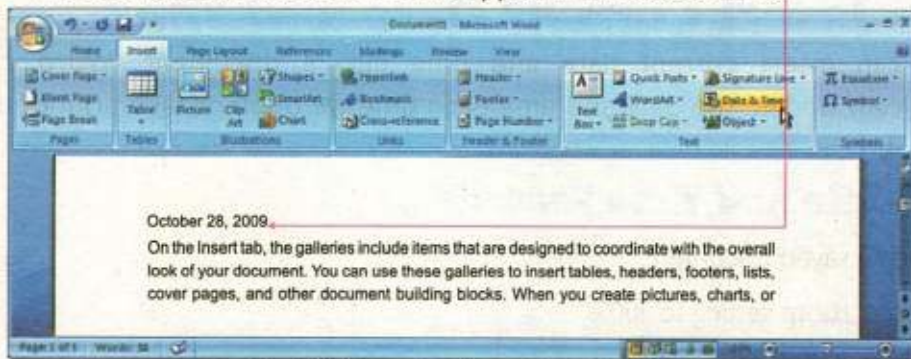 Document1 - Microsoft Word
Home Insert Page Layout References Mailings Review View
Cover Page
Blank Page
Page Break
Table
Picture
Clip Art
Shapes
SmartArt
Chart
Hyperlink
Bookmark
Cross-reference
Header
Footer
Page Number
Text Box
Quick Parts
WordArt
Drop Cap
Signature Line
Date & Time
Object
Equation
Symbol
Pages Tables Illustrations Links Header & Footer Text Symbols
October 28, 2009
On the Insert tab, the galleries include items that are designed to coordinate with the overall
look of your document. You can use these galleries to insert tables, headers, footers, lists,
cover pages, and other document building blocks. When you create pictures, charts, or
Page: 1 of 1 Words: